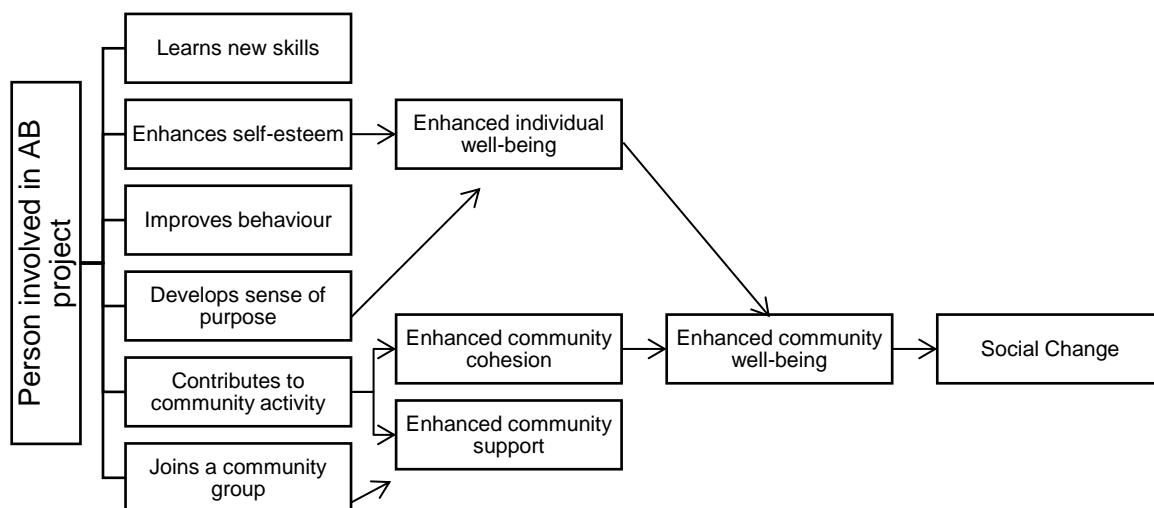 Person involved in AB
project
Learns new skills
Enhances self-esteem
Improves behaviour
Develops sense of
purpose
Contributes to
community activity
Joins a community
group
Enhanced individual
well-being
Enhanced community
cohesion
Enhanced community
support
Enhanced community
well-being
Social Change